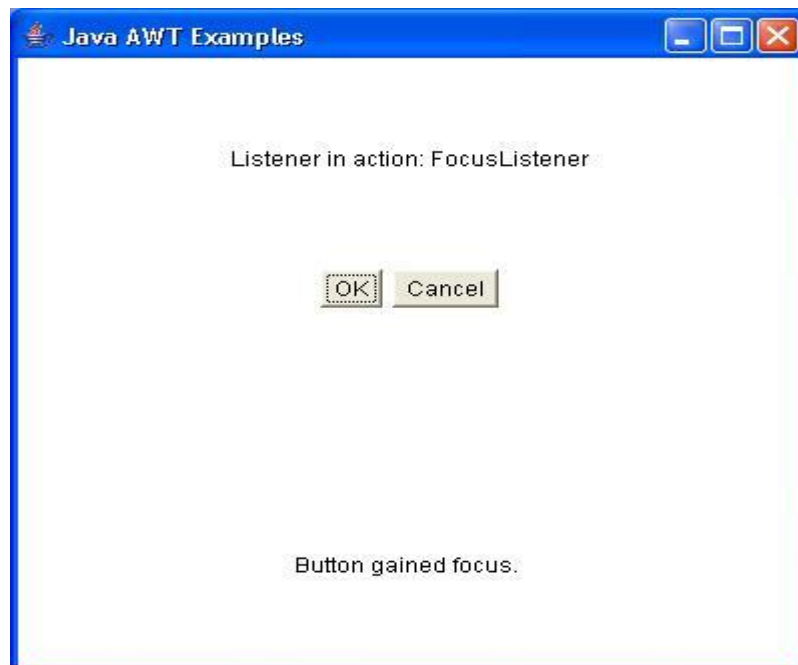 Java AWT Examples
Listener in action: FocusListener
OK Cancel
Button gained focus.